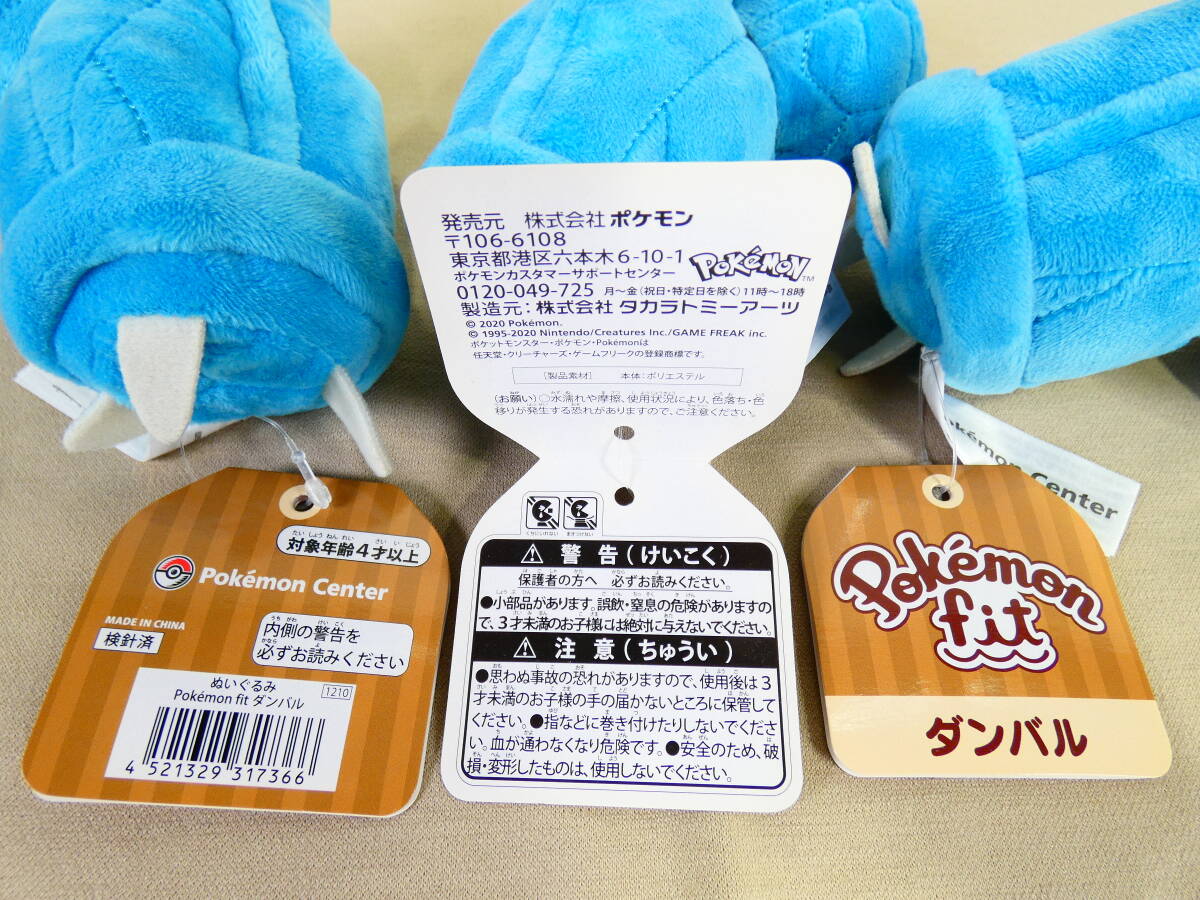 発売元 株式会社 ポケモン
〒106-6108
東京都港区六本木6-10-1
ポケモンカスタマーサポートセンター
0120-049-725 月～金(祝日・特定日を除く)11時～18時
製造元：株式会社 タカラトミーアーツ
POKéMON™
© 2020 Pokémon.
© 1995-2020 Nintendo/Creatures Inc./GAME FREAK inc.
ポケットモンスター・ポケモン・Pokémonは
任天堂・クリーチャーズ・ゲームフリークの登録商標です。
〔製品素材〕 本体：ポリエステル
(お願い) ○水濡れや摩擦、使用状況により、色落ち・色
移りが発生する恐れがありますので、ご注意ください。
対象年齢4才以上
Pokémon Center
MADE IN CHINA
検針済
内側の警告を
必ずお読みください
ぬいぐるみ
Pokémon fit ダンバル
1210
4 521329 317366
警告(けいこく)
保護者の方へ 必ずお読みください。
●小部品があります。誤飲・窒息の危険がありますの
で、3才未満のお子様には絶対に与えないでください。
注意(ちゅうい)
●思わぬ事故の恐れがありますので、使用後は3
才未満のお子様の手の届かないところに保管して
ください。●指などに巻き付けたりしないでくださ
い。血が通わなくなり危険です。●安全のため、破
損・変形したものは、使用しないでください。
Pokémon Center
Pokémon
fit
ダンバル